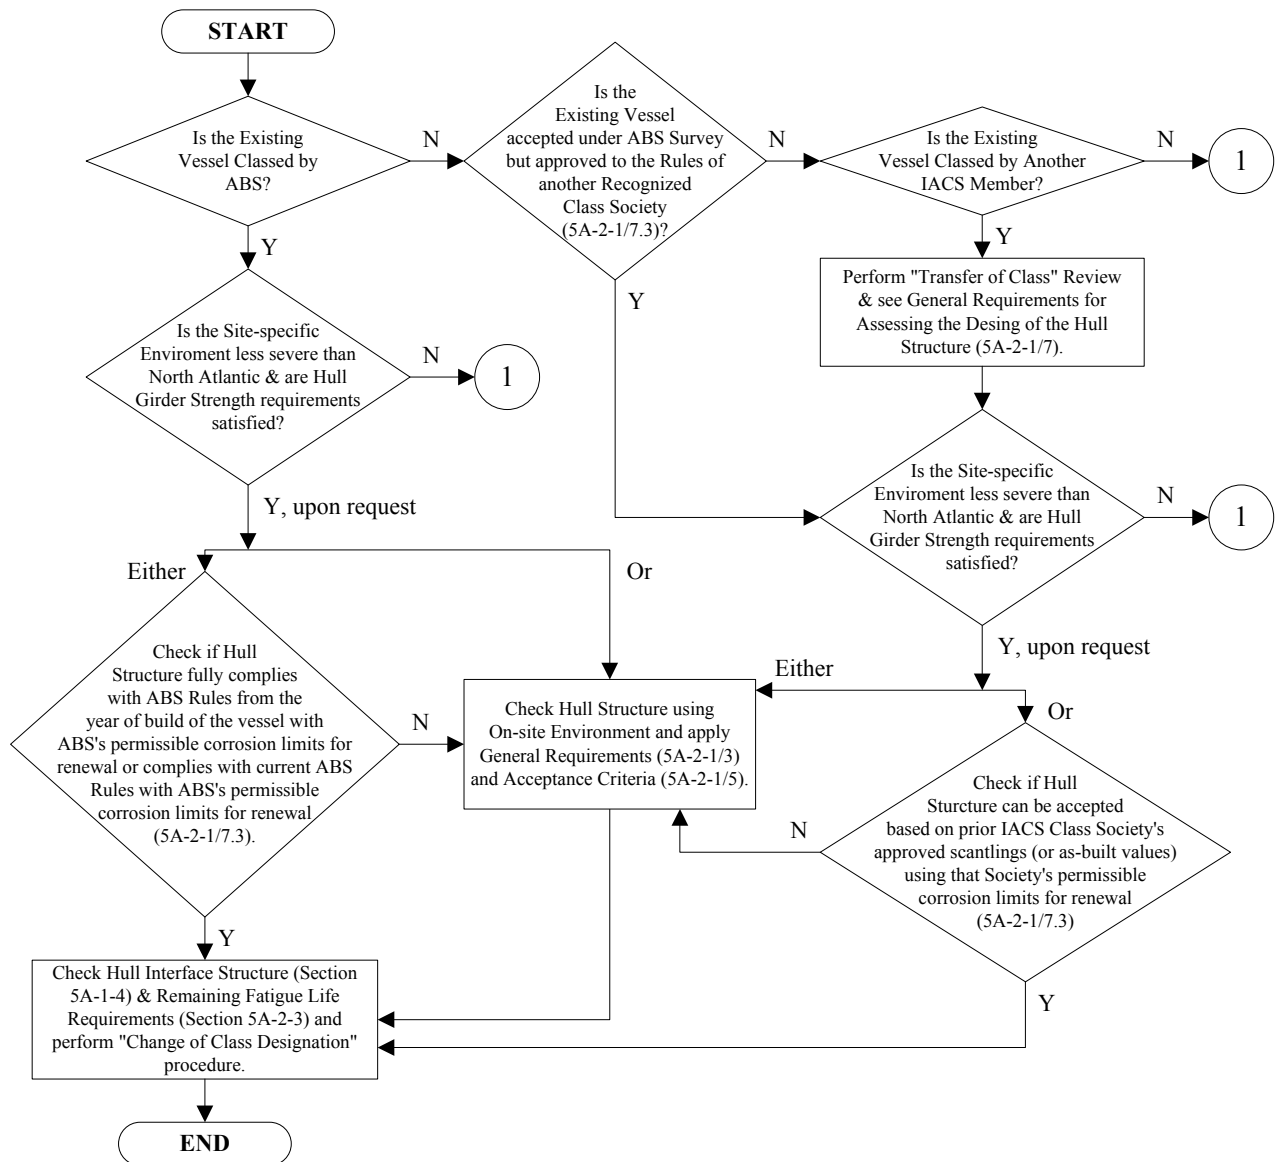 START
Is the Existing
Vessel Classed by
ABS?
N
Is the
Existing Vessel
accepted under ABS Survey
but approved to the Rules of
another Recognized
Class Society
(5A-2-1/7.3)?
N
Is the Existing
Vessel Classed by Another
IACS Member?
N
1
Y
Y
Y
Perform "Transfer of Class" Review
& see General Requirements for
Assessing the Desing of the Hull
Structure (5A-2-1/7).
Is the Site-specific
Enviroment less severe than
North Atlantic & are Hull
Girder Strength requirements
satisfied?
N
1
Is the Site-specific
Enviroment less severe than
North Atlantic & are Hull
Girder Strength requirements
satisfied?
N
1
Y, upon request
Either
Or
Y, upon request
Either
Or
Check if Hull
Structure fully complies
with ABS Rules from the
year of build of the vessel with
ABS's permissible corrosion limits for
renewal or complies with current ABS
Rules with ABS's permissible
corrosion limits for renewal
(5A-2-1/7.3).
N
Check Hull Structure using
On-site Environment and apply
General Requirements (5A-2-1/3)
and Acceptance Criteria (5A-2-1/5).
N
Check if Hull
Sturcture can be accepted
based on prior IACS Class Society's
approved scantlings (or as-built values)
using that Society's permissible
corrosion limits for renewal
(5A-2-1/7.3)
Y
Y
Check Hull Interface Structure (Section
5A-1-4) & Remaining Fatigue Life
Requirements (Section 5A-2-3) and
perform "Change of Class Designation"
procedure.
END